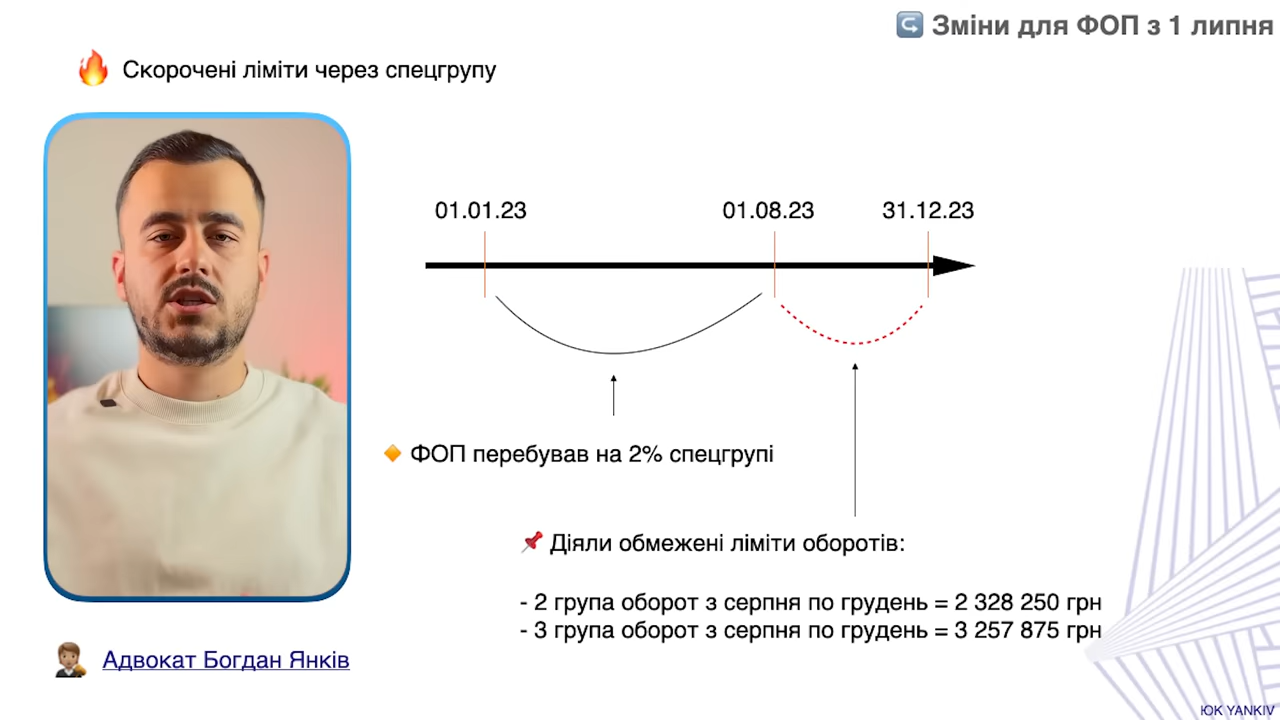 Зміни для ФОП з 1 липня
Скорочені ліміти через спецгрупу
01.01.23
01.08.23
31.12.23
ФОП перебував на 2% спецгрупі
Діяли обмежені ліміти оборотів:
- 2 група оборот з серпня по грудень = 2 328 250 грн
- 3 група оборот з серпня по грудень = 3 257 875 грн
Адвокат Богдан Янків
ЮК YANKIV